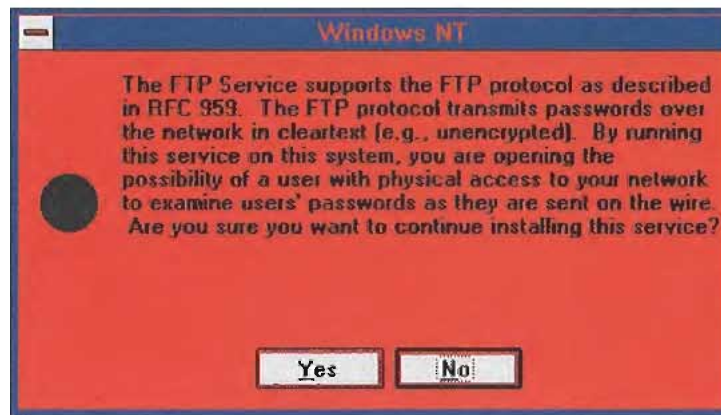 Windows NT
The FTP Service supports the FTP protocol as described
in RFC 959. The FTP protocol transmits passwords over
the network in cleartext (e.g., unencrypted). By running
this service on this system, you are opening the
possibility of a user with physical access to your network
to examine users' passwords as they are sent on the wire.
Are you sure you want to continue installing this service?
Yes
No